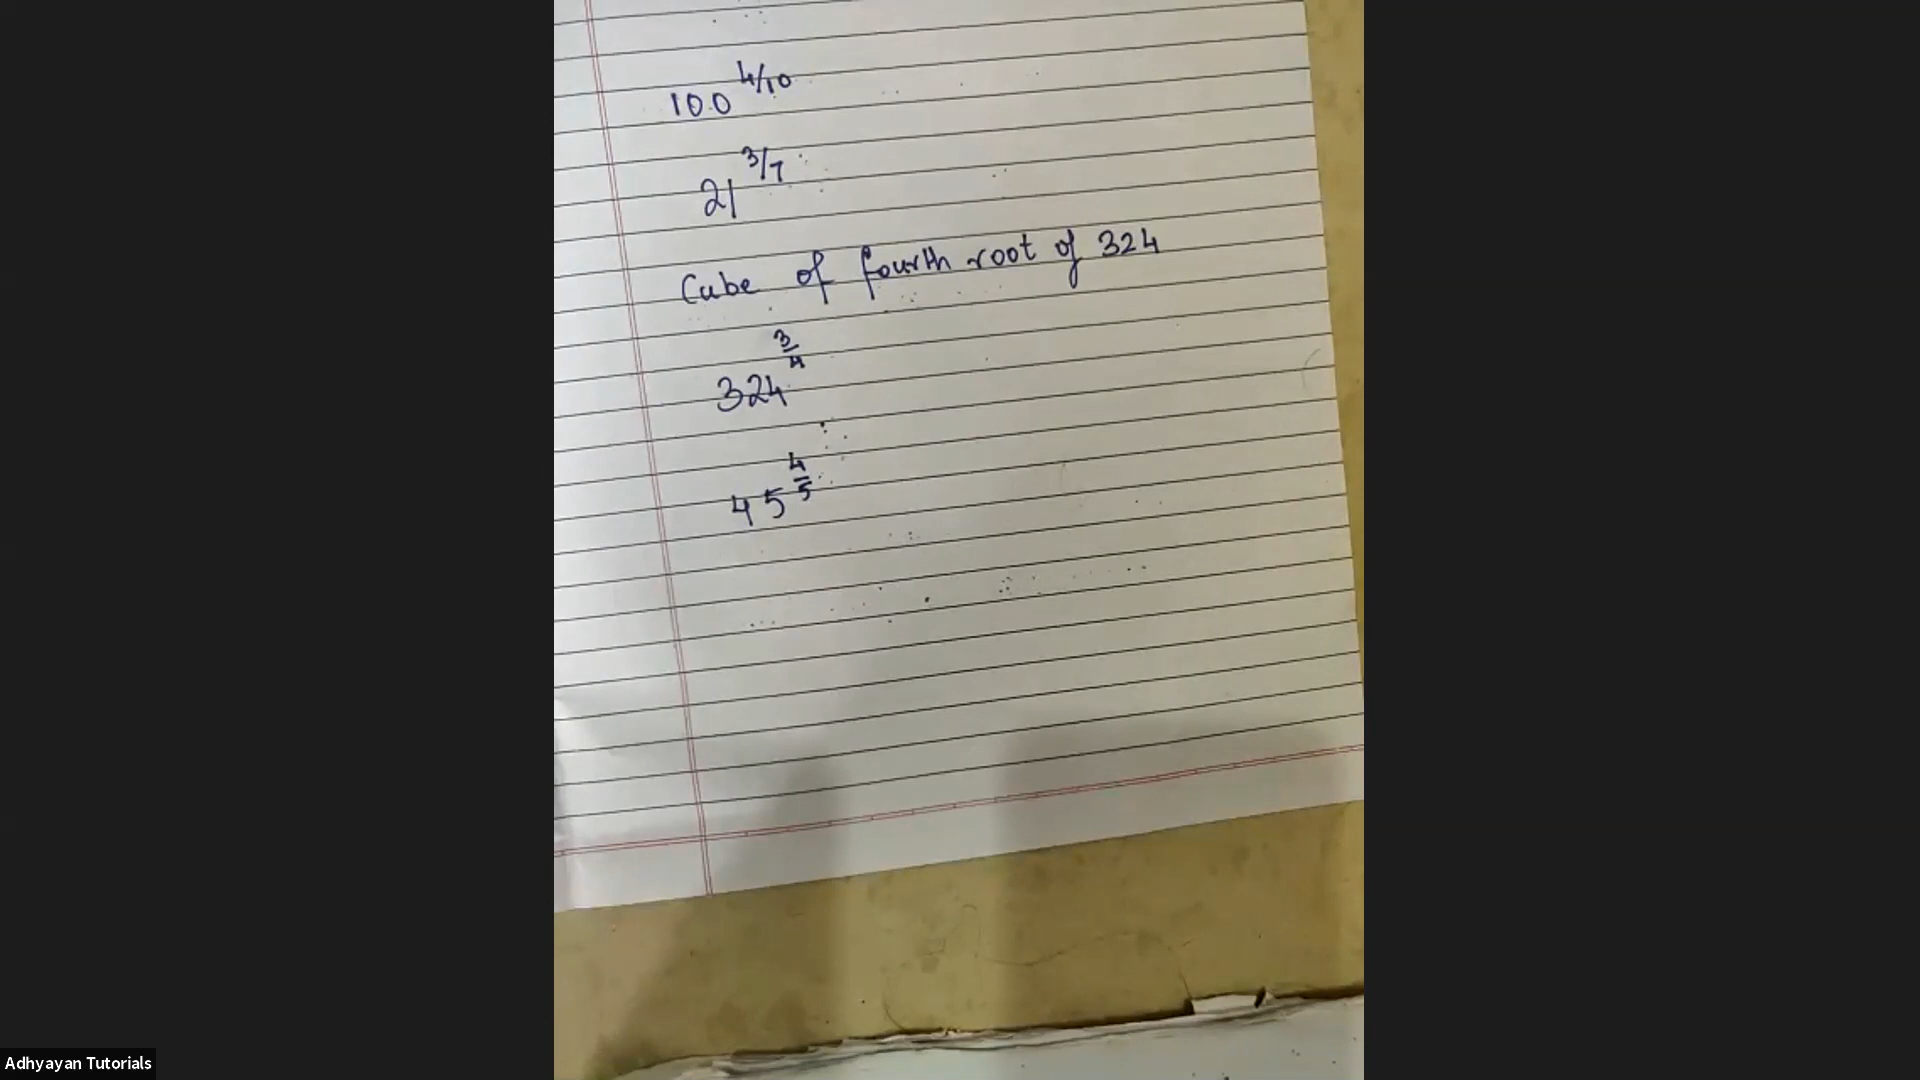 100^4/10
21^3/7
Cube of fourth root of 324
324^3/4
45^4/5
Adhyayan Tutorials